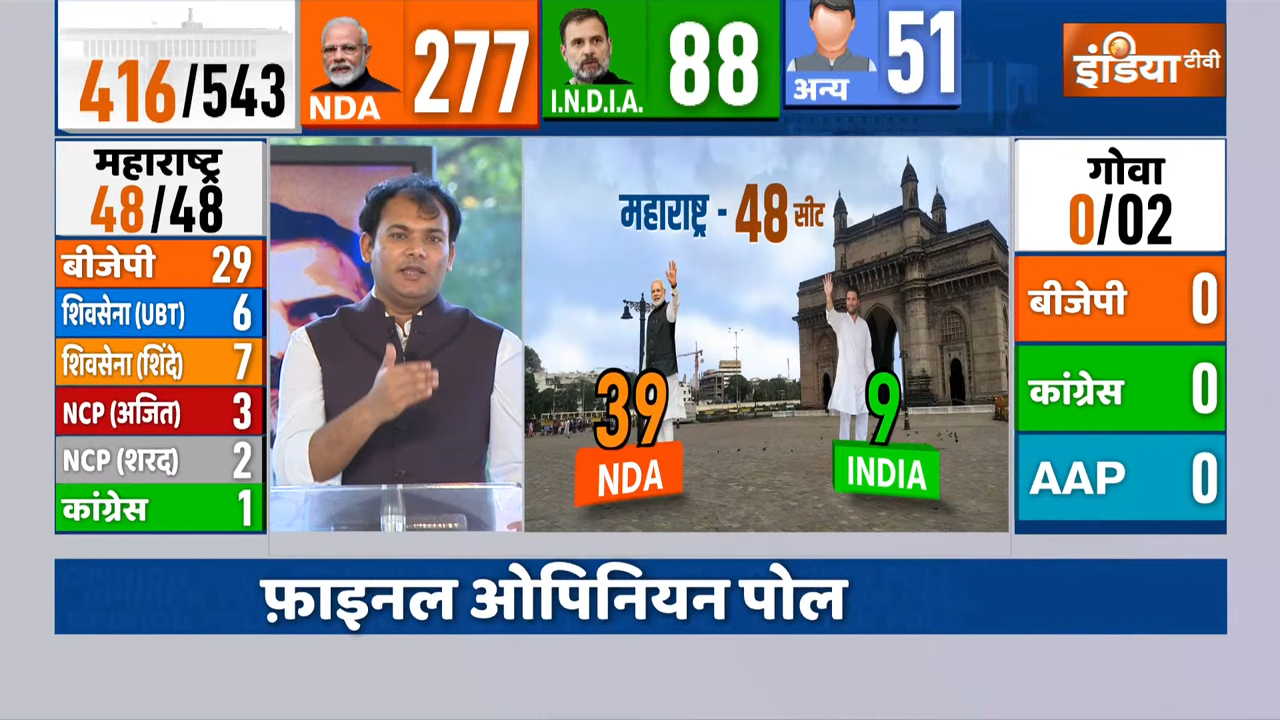 416/543
NDA 277
I.N.D.I.A. 88
अन्य 51
इंडिया टीवी
महाराष्ट्र
48/48
बीजेपी 29
शिवसेना (UBT) 6
शिवसेना (शिंदे) 7
NCP (अजित) 3
NCP (शरद) 2
कांग्रेस 1
महाराष्ट्र - 48 सीट
39
NDA
9
INDIA
गोवा
0/02
बीजेपी 0
कांग्रेस 0
AAP 0
फ़ाइनल ओपिनियन पोल